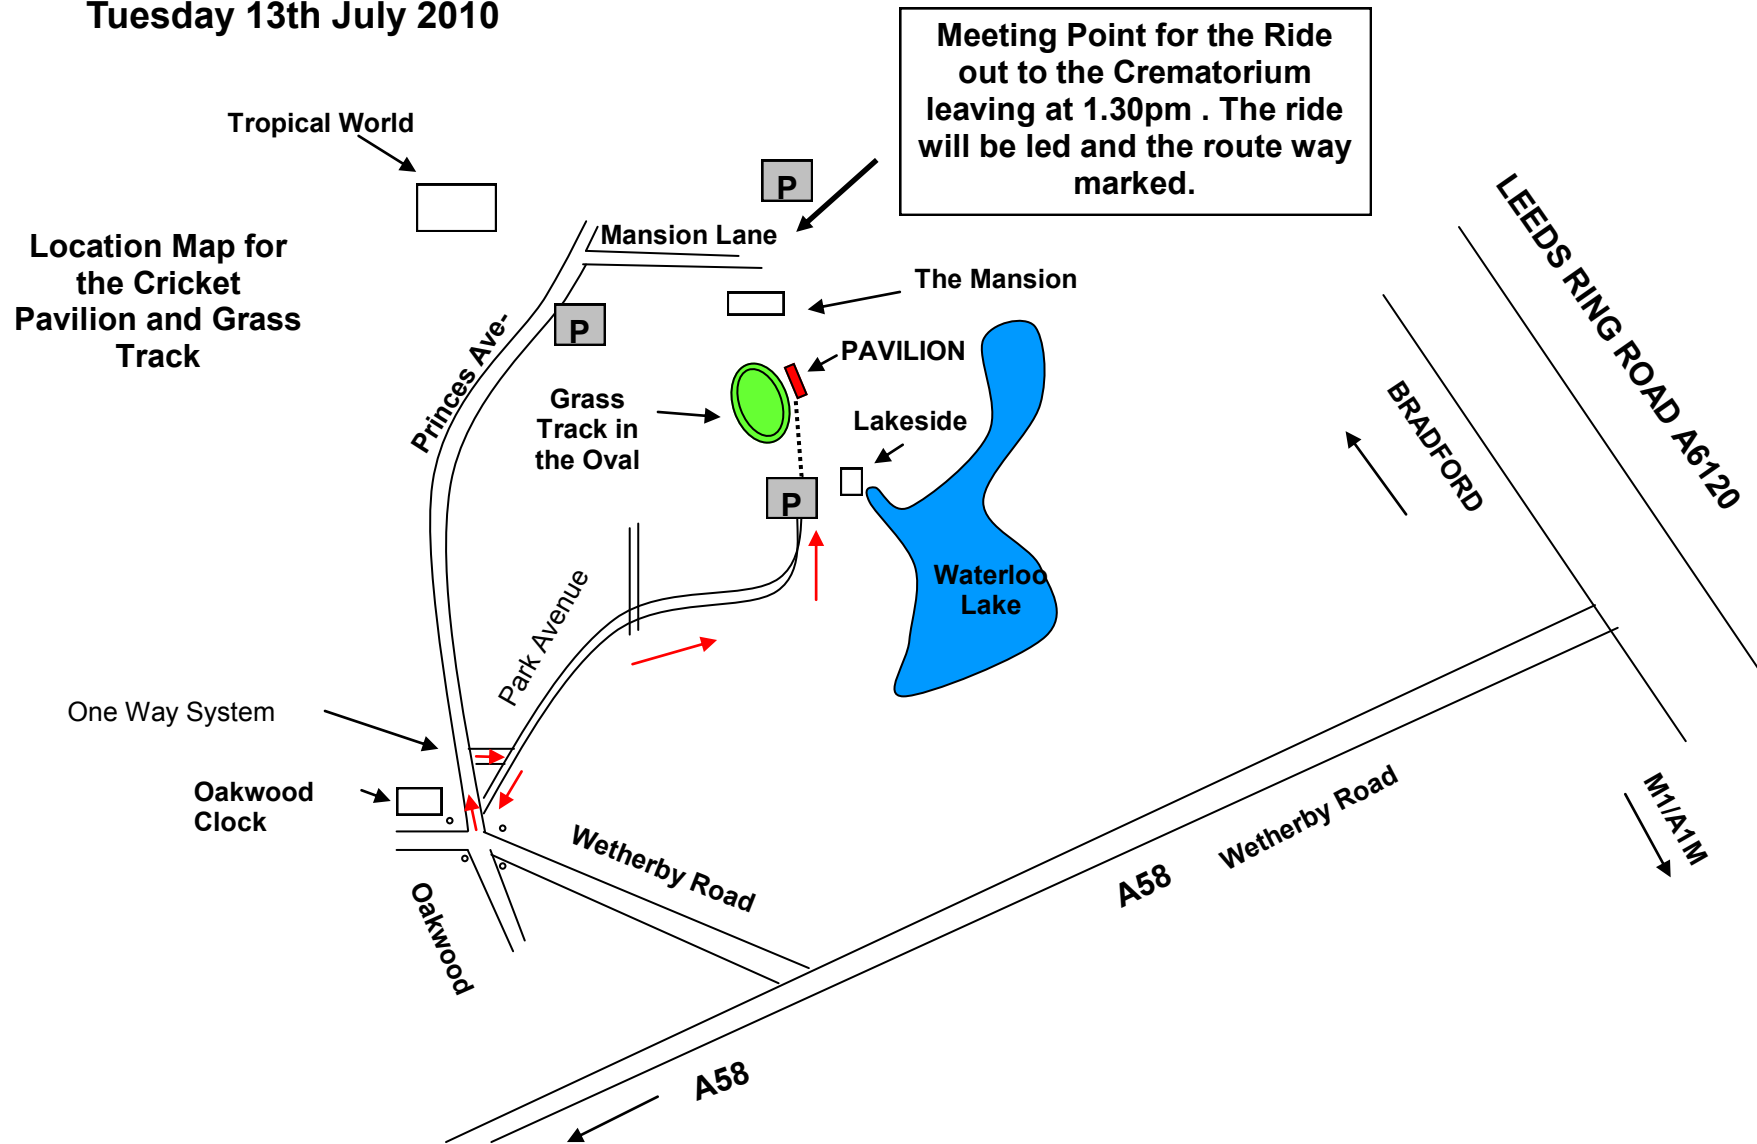 Tuesday 13th July 2010
Meeting Point for the Ride
out to the Crematorium
leaving at 1.30pm . The ride
will be led and the route way
marked.
Tropical World
P
Mansion Lane
Location Map for
the Cricket
Pavilion and Grass
Track
The Mansion
P
Princes Ave-
PAVILION
Grass
Track in
the Oval
Lakeside
P
LEEDS RING ROAD A6120
BRADFORD
Waterloo
Lake
Park Avenue
One Way System
Oakwood
Clock
Wetherby Road
Oakwood
A58
Wetherby Road
M1/A1M
A58